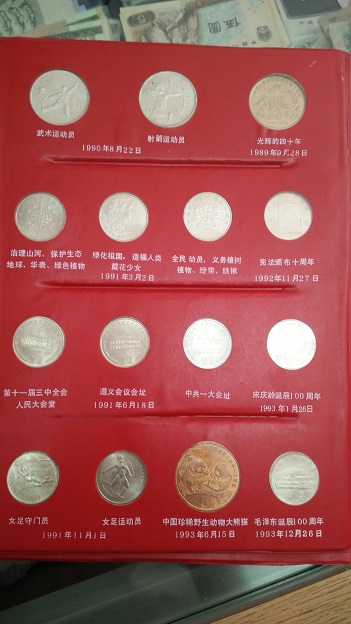 武术运动员
射箭运动员
光辉的四十年
1990年8月22日
1989年9月28日
治理山河、保护生态
地球、华表、绿色植物
绿化祖国，造福人类
戴花少女
1991年3月2日
全民动员，义务植树
植物、绶带、铁锹
宪法颁布十周年
1992年11月27日
第十一届三中全会
人民大会堂
遵义会议会址
1991年6月18日
中共一大会址
宋庆龄诞辰100周年
1993年1月26日
女足守门员
女足运动员
1991年11月1日
中国珍稀野生动物大熊猫
1993年6月15日
毛泽东诞辰100周年
1993年12月26日
伍圆